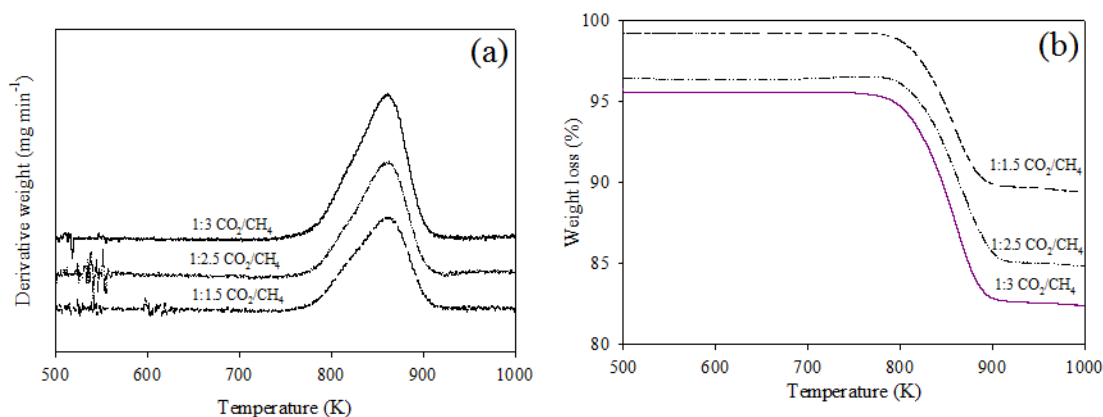 (a)
Derivative weight (mg min⁻¹)
1:3 CO₂/CH₄
1:2.5 CO₂/CH₄
1:1.5 CO₂/CH₄
500 600 700 800 900 1000
Temperature (K)
(b)
Weight loss (%)
100
95
90
85
80
1:1.5 CO₂/CH₄
1:2.5 CO₂/CH₄
1:3 CO₂/CH₄
500 600 700 800 900 1000
Temperature (K)